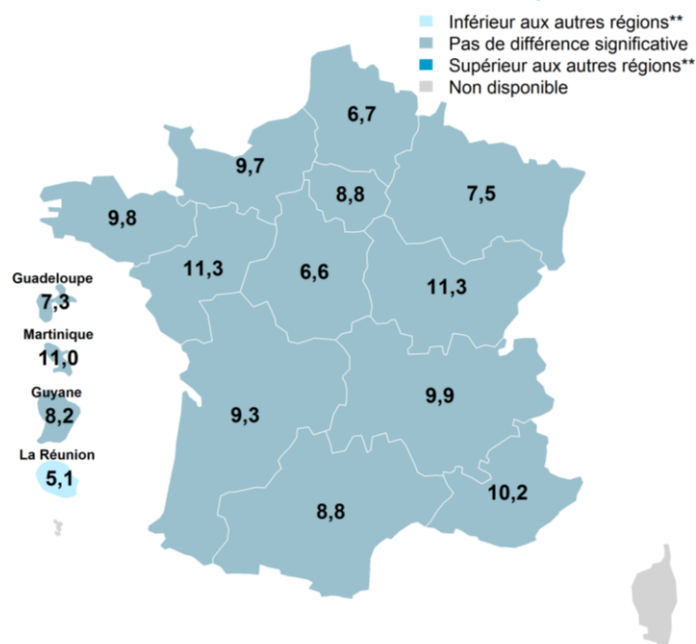 Inférieur aux autres régions**
Pas de différence significative
Supérieur aux autres régions**
Non disponible
6,7
9,7
8,8
7,5
9,8
11,3
6,6
11,3
Guadeloupe
7,3
Martinique
11,0
Guyane
8,2
La Réunion
5,1
9,3
9,9
10,2
8,8